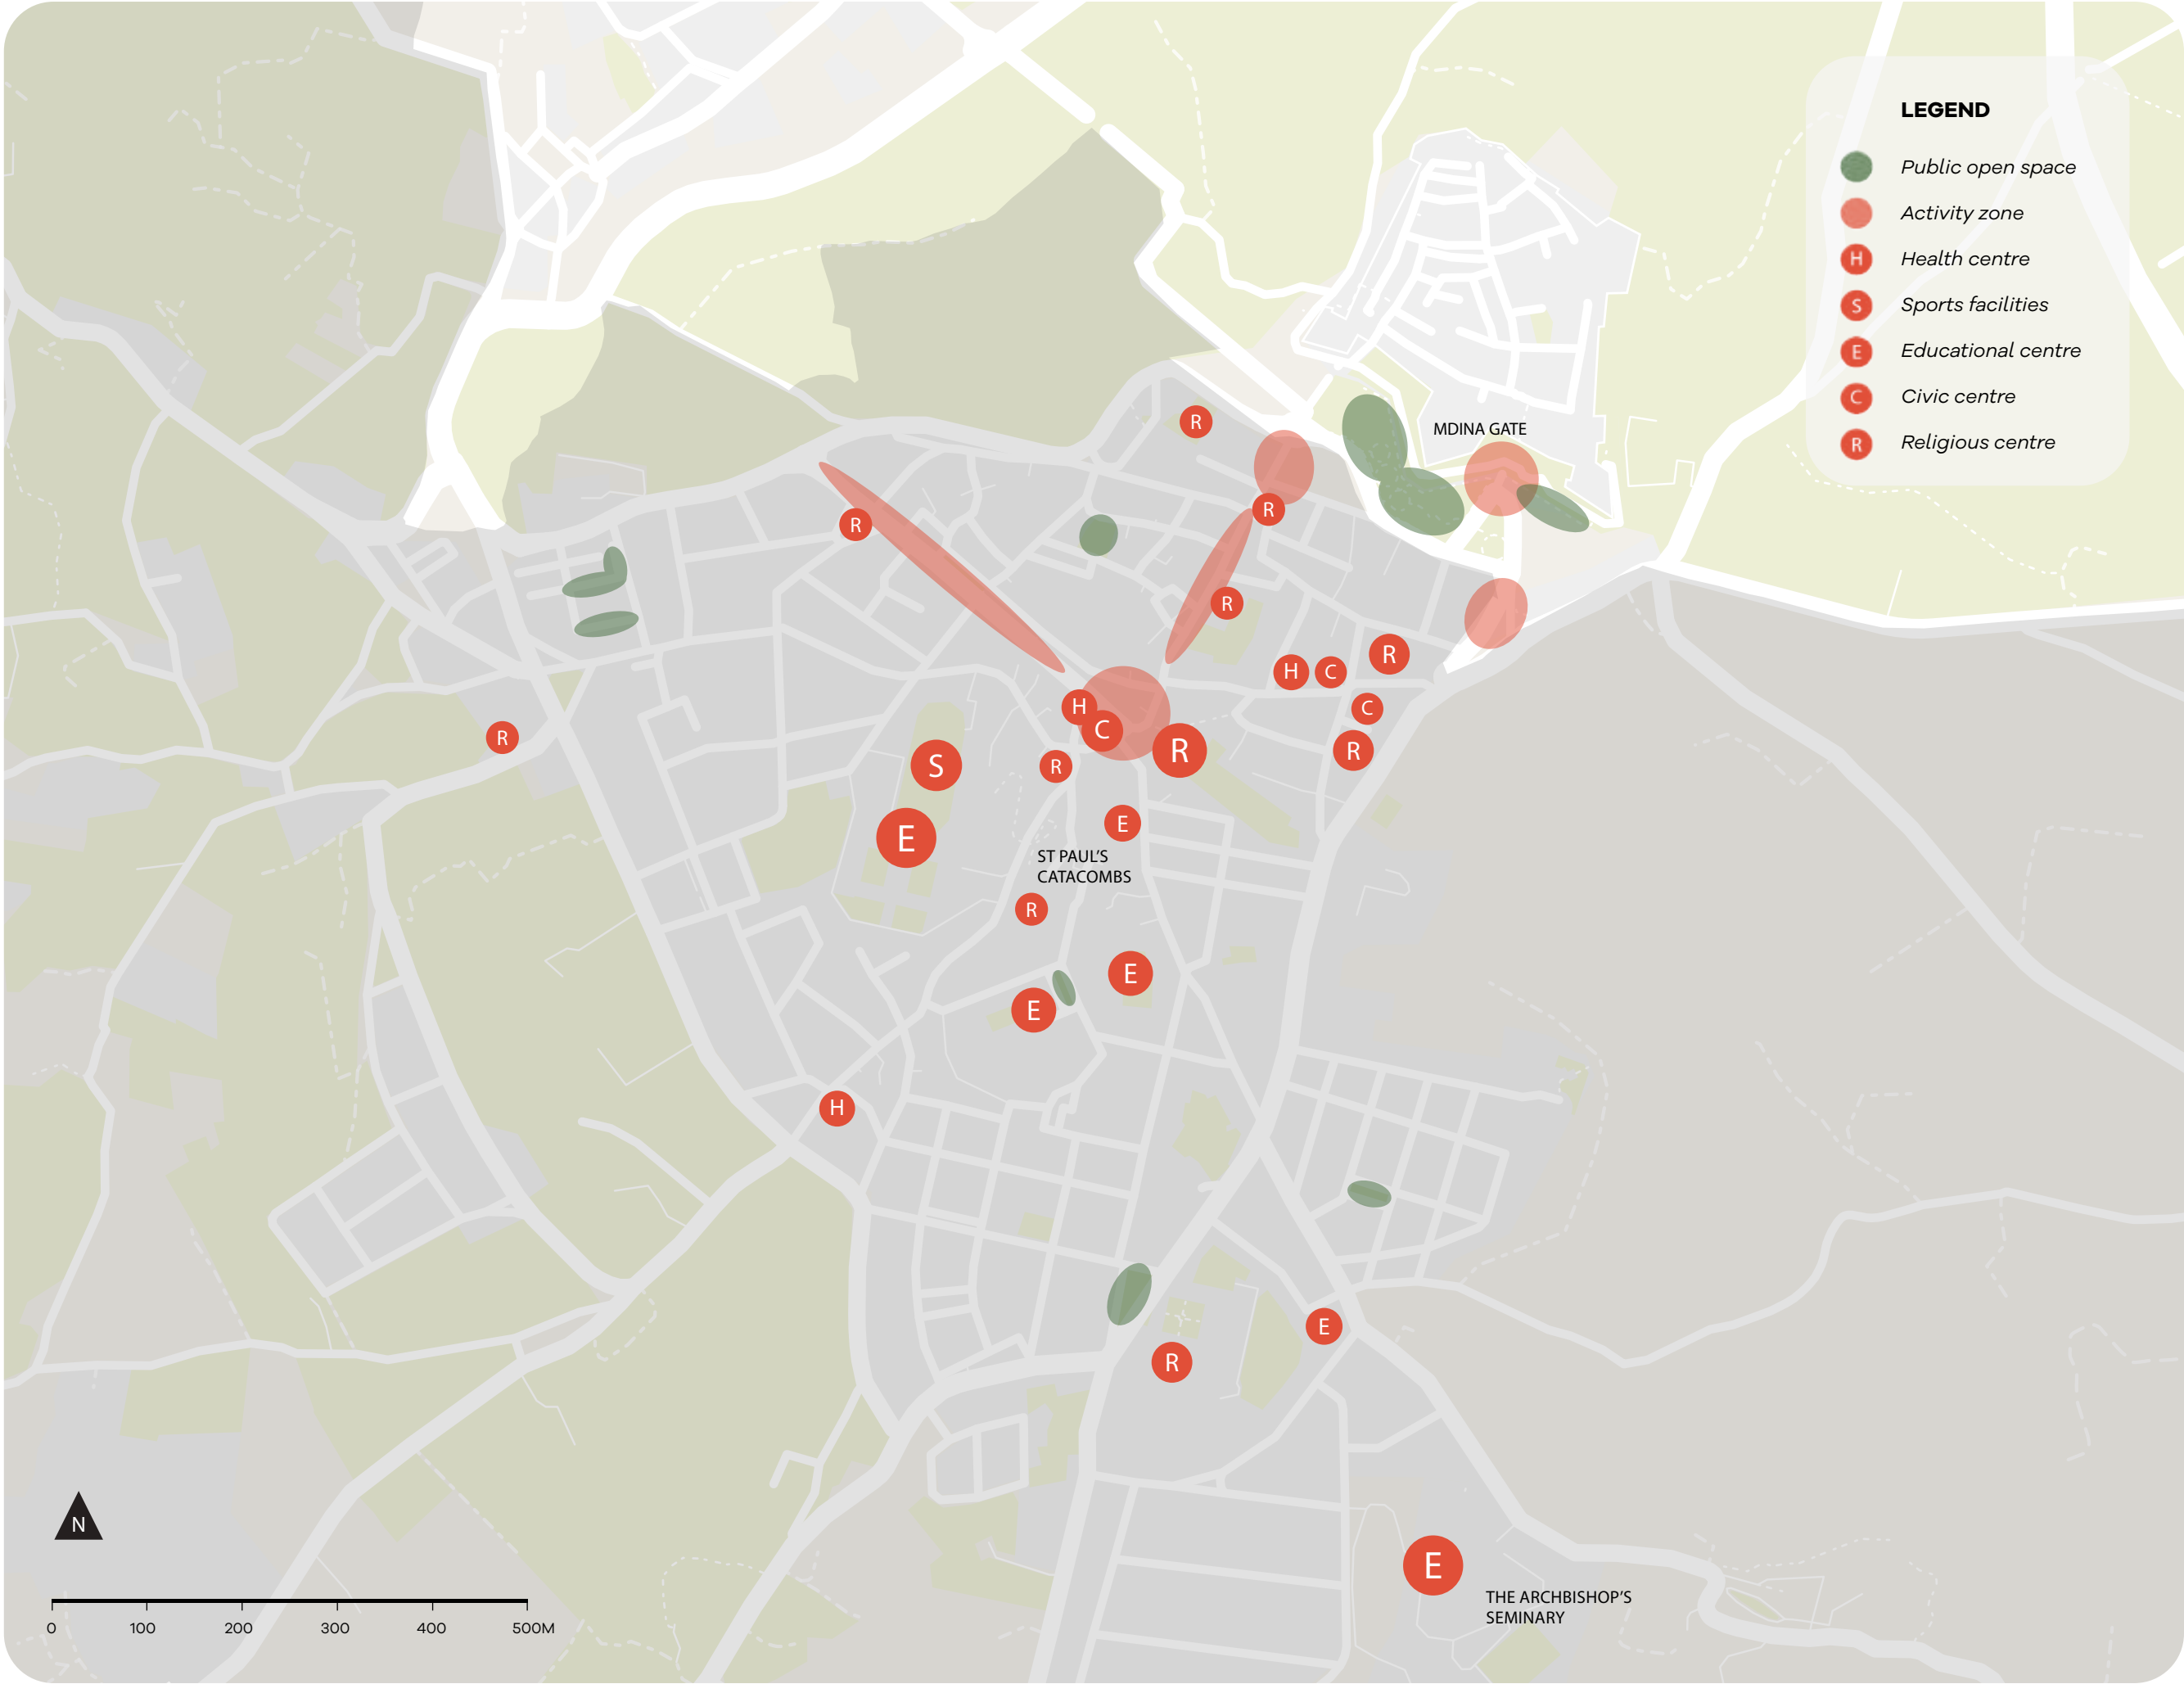 LEGEND
Public open space
Activity zone
H Health centre
S Sports facilities
E Educational centre
C Civic centre
R Religious centre
R
MDINA GATE
R
R
R
R
H
C
R
H
C
C
R
R
R
R
S
E
E
ST PAUL'S
CATACOMBS
R
E
E
H
E
R
E
THE ARCHBISHOP'S
SEMINARY
N
0 100 200 300 400 500M